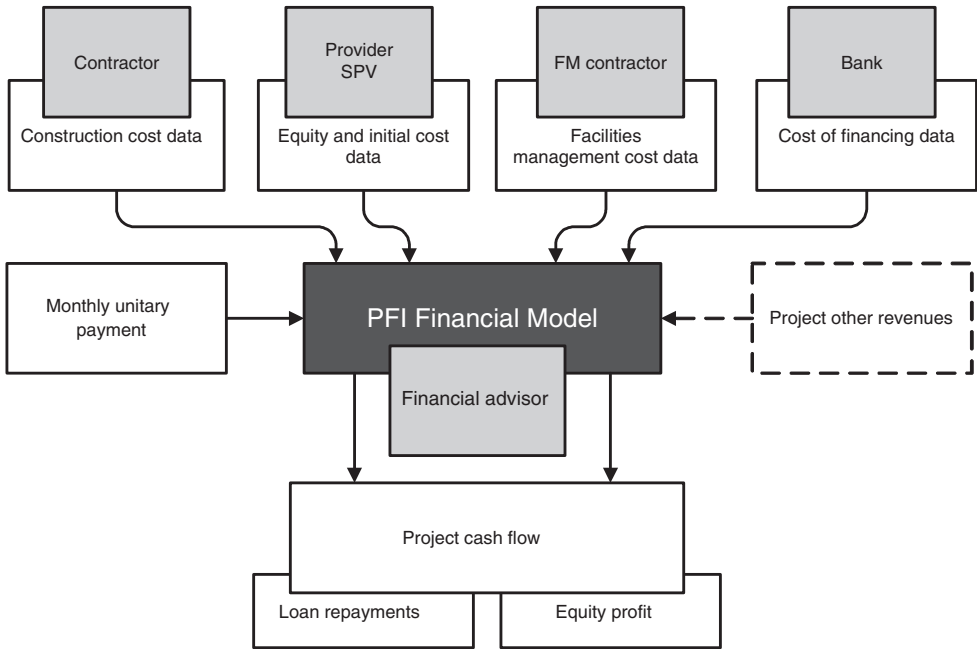 Contractor
Construction cost data
Provider
SPV
Equity and initial cost
data
FM contractor
Facilities
management cost data
Bank
Cost of financing data
Monthly unitary
payment
PFI Financial Model
Project other revenues
Financial advisor
Project cash flow
Loan repayments
Equity profit